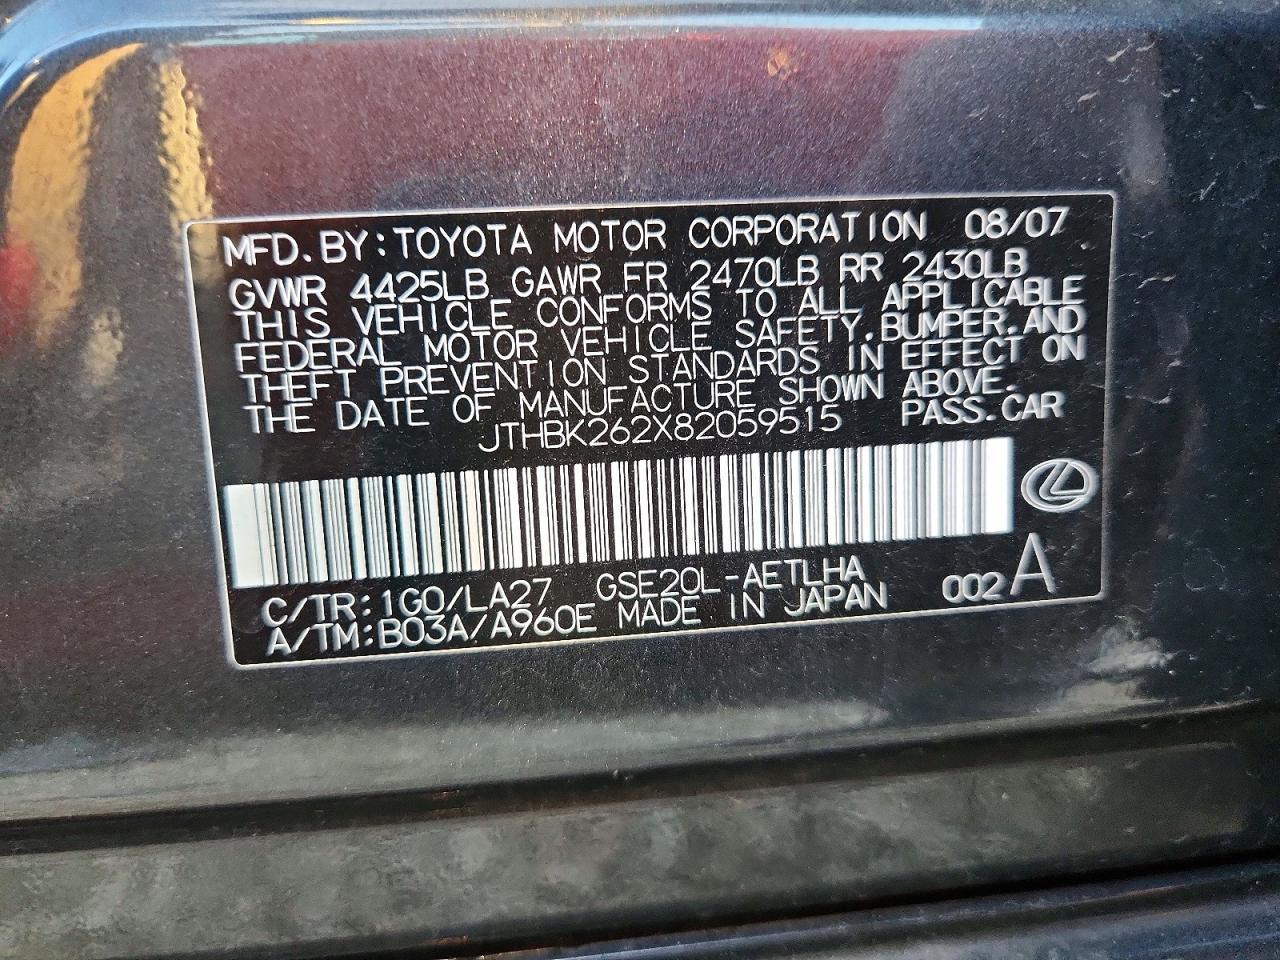 MFD. BY: TOYOTA MOTOR CORPORATION 08/07
GVWR 4425LB GAWR FR 2470LB RR 2430LB
THIS VEHICLE CONFORMS TO ALL APPLICABLE
FEDERAL MOTOR VEHICLE SAFETY, BUMPER, AND
THEFT PREVENTION STANDARDS IN EFFECT ON
THE DATE OF MANUFACTURE SHOWN ABOVE.
JTHBK262X82059515 PASS. CAR
C/TR: 1G0/LA27 GSE20L-AETLHA 002 A
A/TM: B03A/A960E MADE IN JAPAN